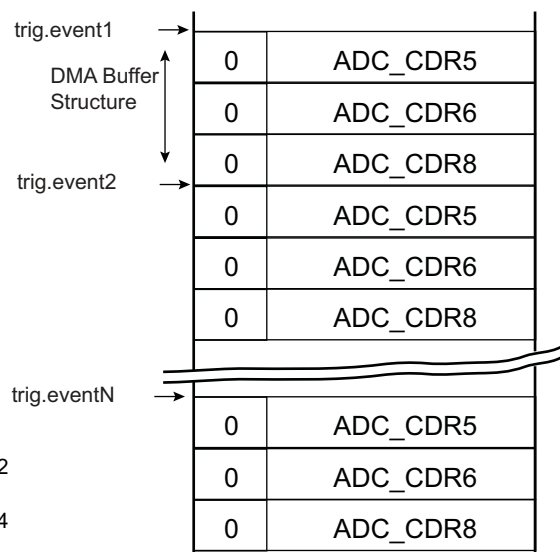 trig.event1
0 ADC_CDR5
DMA Buffer
Structure
0 ADC_CDR6
0 ADC_CDR8
trig.event2
0 ADC_CDR5
0 ADC_CDR6
0 ADC_CDR8
trig.eventN
0 ADC_CDR5
2
0 ADC_CDR6
4
0 ADC_CDR8